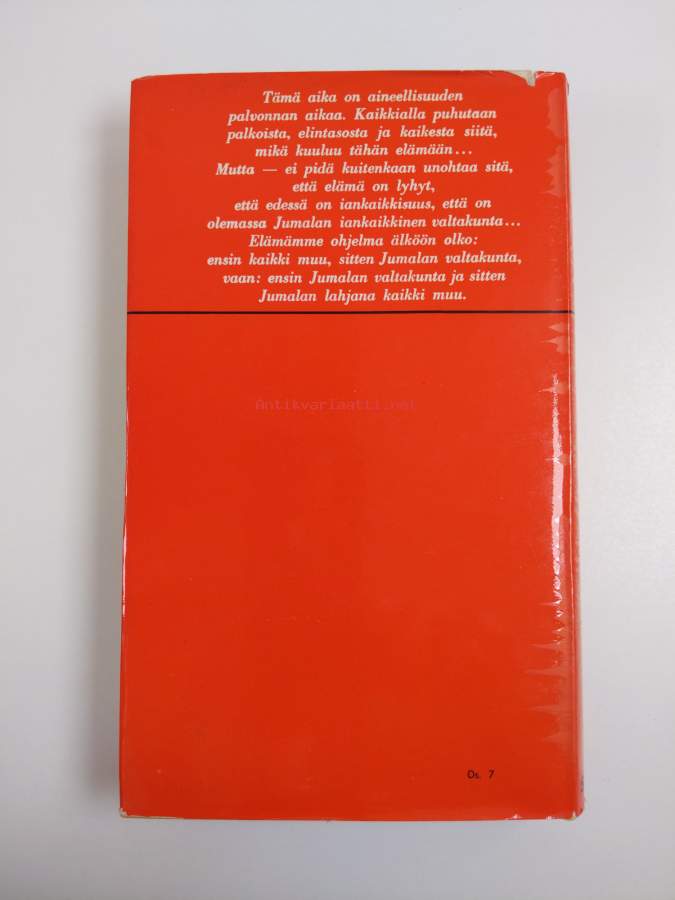 Tämä aika on aineellisuuden
palvonnan aikaa. Kaikkialla puhutaan
palkoista, elintasosta ja kaikesta siitä,
mikä kuuluu tähän elämään...
Mutta — ei pidä kuitenkaan unohtaa sitä,
että elämä on lyhyt,
että edessä on iankaikkisuus, että on
olemassa Jumalan iankaikkinen valtakunta...
Elämämme ohjelma älköön olko:
ensin kaikki muu, sitten Jumalan valtakunta,
vaan: ensin Jumalan valtakunta ja sitten
Jumalan lahjana kaikki muu.
Antikvariaatti.net
Os. 7